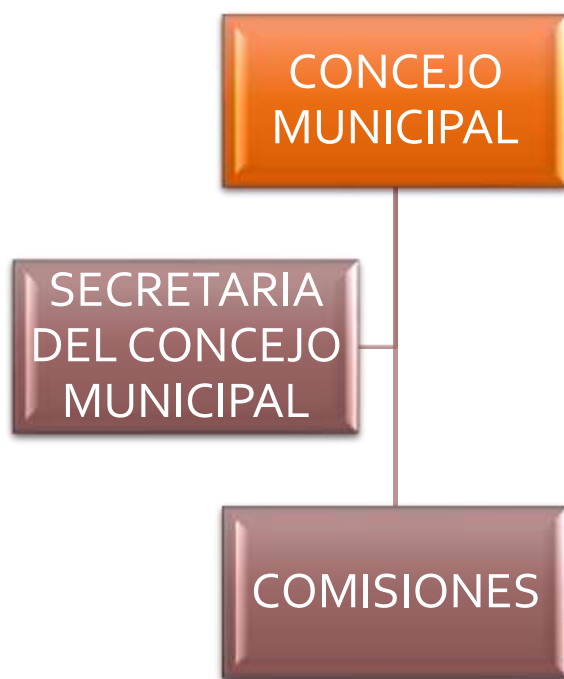 CONCEJO
MUNICIPAL
SECRETARIA
DEL CONCEJO
MUNICIPAL
COMISIONES